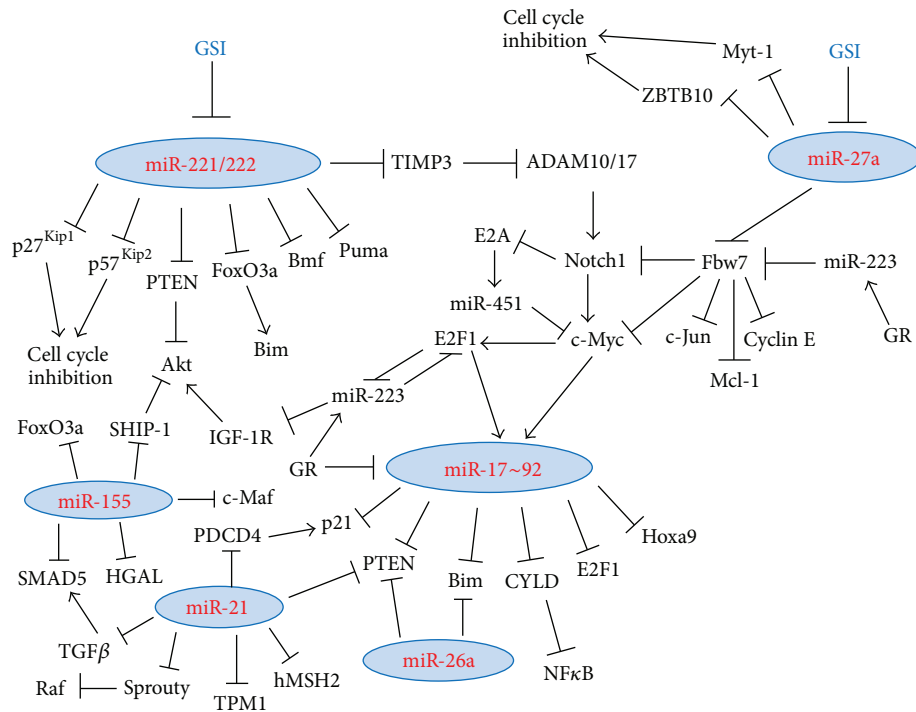 Cell cycle
inhibition
Myt-1
GSI
GSI
ZBTB10
miR-221/222
TIMP3
ADAM10/17
miR-27a
p27Kip1
p57Kip2
PTEN
FoxO3a
Bmf
Puma
E2A
Notch1
Fbw7
miR-223
miR-451
Cell cycle
inhibition
Akt
Bim
E2F1
c-Myc
c-Jun
Cyclin E
GR
Mcl-1
miR-223
FoxO3a
SHIP-1
IGF-1R
GR
miR-17~92
miR-155
c-Maf
p21
PDCD4
Hoxa9
SMAD5
HGAL
PTEN
Bim
CYLD
E2F1
miR-21
TGFβ
hMSH2
miR-26a
NFκB
Raf
Sprouty
TPM1